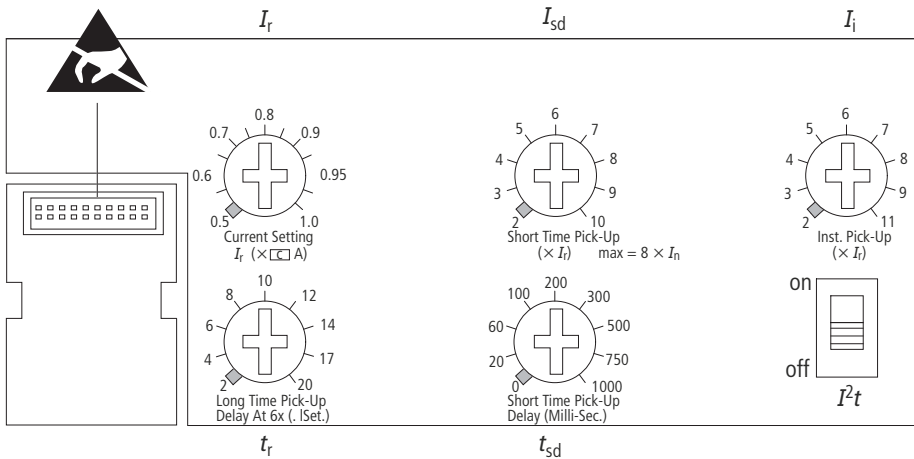 Ir Isd Ii
0.5 0.6 0.7 0.8 0.9 0.95 1.0
Current Setting
Ir (× C A)
2 3 4 5 6 7 8 9 10
Short Time Pick-Up
(× Ir) max = 8 × In
2 3 4 5 6 7 8 9 11
Inst. Pick-Up
(× Ir)
2 4 6 8 10 12 14 17 20
Long Time Pick-Up
Delay At 6x (. ISet.)
0 20 60 100 200 300 500 750 1000
Short Time Pick-Up
Delay (Milli-Sec.)
on
off
I²t
tr tsd